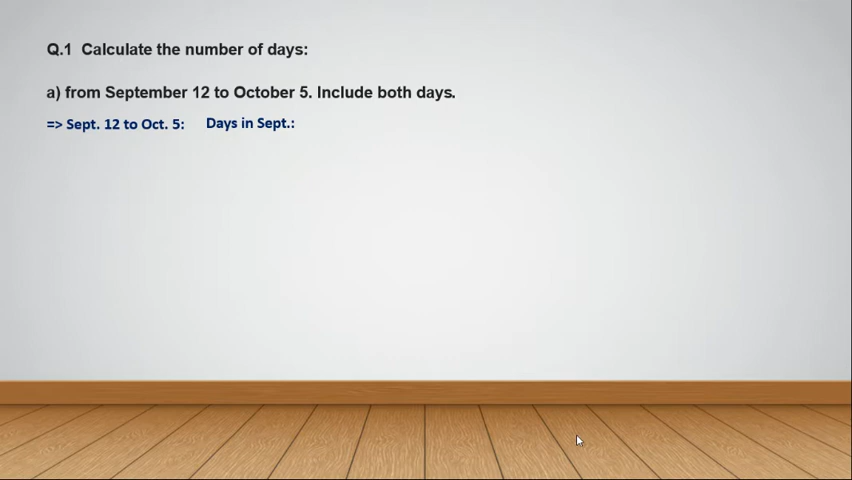 Q.1 Calculate the number of days:
a) from September 12 to October 5. Include both days.
=> Sept. 12 to Oct. 5: Days in Sept.: